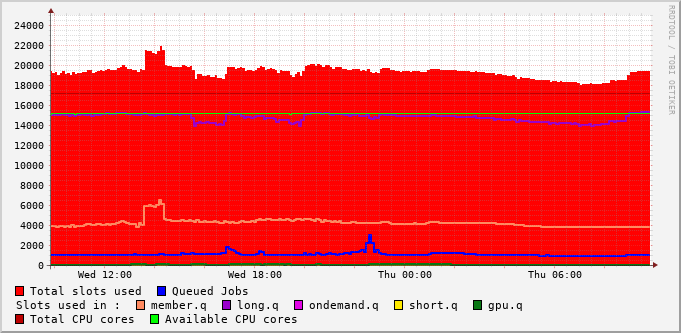 24000
22000
20000
18000
16000
14000
12000
10000
8000
6000
4000
2000
0
Wed 12:00 Wed 18:00 Thu 00:00 Thu 06:00
RRDTOOL / TOBI OETIKER
Total slots used Queued Jobs
Slots used in : member.q long.q ondemand.q short.q gpu.q
Total CPU cores Available CPU cores